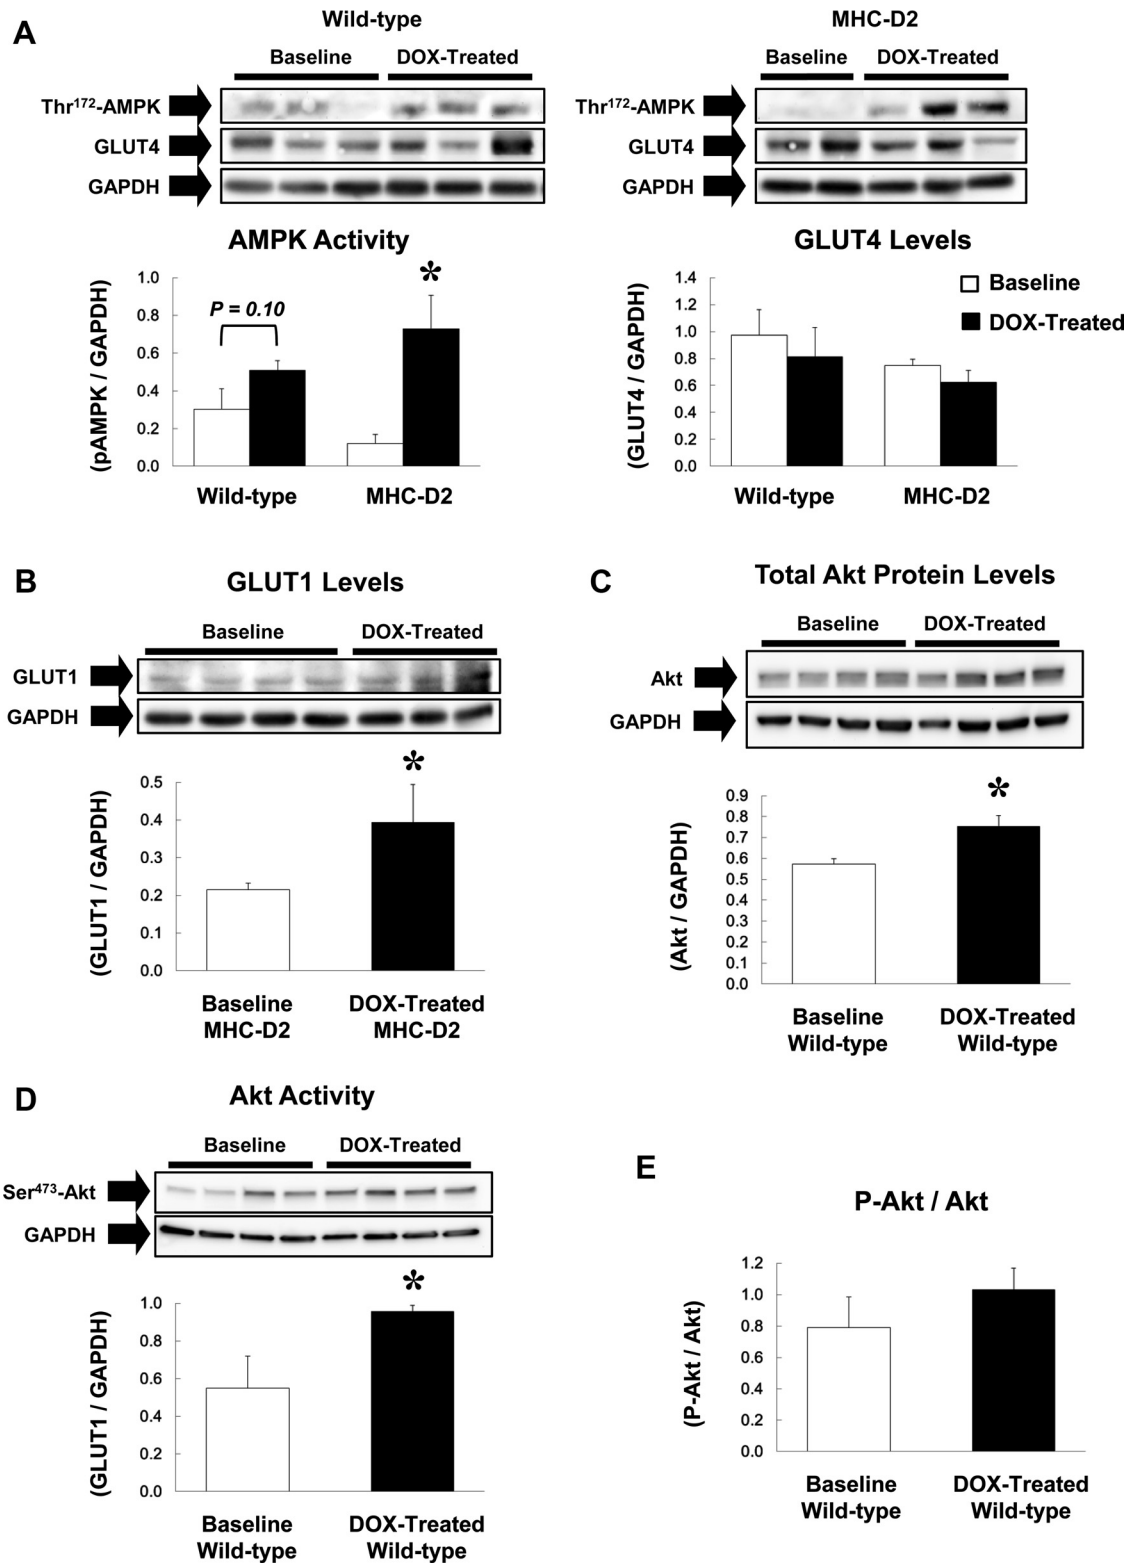 A
Wild-type
Baseline DOX-Treated
Thr172-AMPK
GLUT4
GAPDH
MHC-D2
Baseline DOX-Treated
Thr172-AMPK
GLUT4
GAPDH
AMPK Activity
(pAMPK / GAPDH)
1.0
0.8
0.6
0.4
0.2
0.0
P = 0.10
*
Wild-type MHC-D2
GLUT4 Levels
(GLUT4 / GAPDH)
1.4
1.2
1.0
0.8
0.6
0.4
0.2
0.0
Baseline
DOX-Treated
Wild-type MHC-D2
B
GLUT1 Levels
Baseline DOX-Treated
GLUT1
GAPDH
(GLUT1 / GAPDH)
0.5
0.4
0.3
0.2
0.1
0.0
*
Baseline DOX-Treated
MHC-D2 MHC-D2
C
Total Akt Protein Levels
Baseline DOX-Treated
Akt
GAPDH
(Akt / GAPDH)
0.9
0.8
0.7
0.6
0.5
0.4
0.3
0.2
0.1
0.0
*
Baseline DOX-Treated
Wild-type Wild-type
D
Akt Activity
Baseline DOX-Treated
Ser473-Akt
GAPDH
(GLUT1 / GAPDH)
1.0
0.8
0.6
0.4
0.2
0.0
*
Baseline DOX-Treated
Wild-type Wild-type
E
P-Akt / Akt
(P-Akt / Akt)
1.2
1.0
0.8
0.6
0.4
0.2
0.0
Baseline DOX-Treated
Wild-type Wild-type